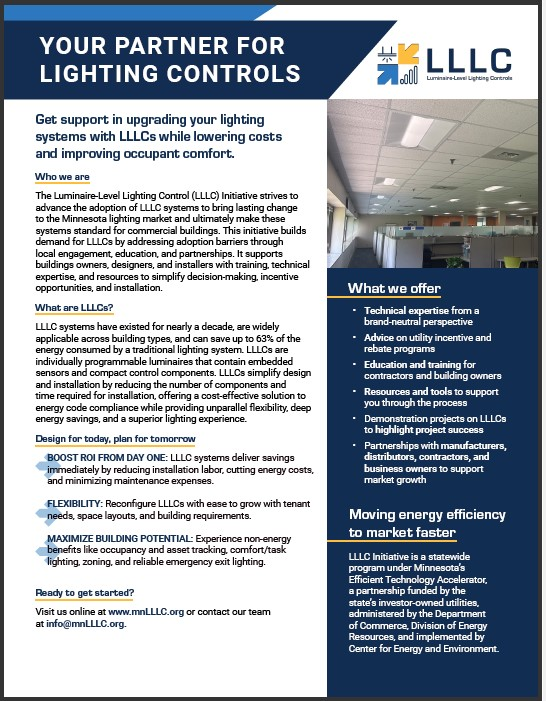 YOUR PARTNER FOR
LIGHTING CONTROLS
LLLC
Luminaire-Level Lighting Controls
Get support in upgrading your lighting
systems with LLLCs while lowering costs
and improving occupant comfort.
Who we are
The Luminaire-Level Lighting Control (LLLC) Initiative strives to
advance the adoption of LLLC systems to bring lasting change
to the Minnesota lighting market and ultimately make these
systems standard for commercial buildings. This initiative builds
demand for LLLCs by addressing adoption barriers through
local engagement, education, and partnerships. It supports
buildings owners, designers, and installers with training, technical
expertise, and resources to simplify decision-making, incentive
opportunities, and installation.
What are LLLCs?
LLLC systems have existed for nearly a decade, are widely
applicable across building types, and can save up to 63% of the
energy consumed by a traditional lighting system. LLLCs are
individually programmable luminaires that contain embedded
sensors and compact control components. LLLCs simplify design
and installation by reducing the number of components and
time required for installation, offering a cost-effective solution to
energy code compliance while providing unparallel flexibility, deep
energy savings, and a superior lighting experience.
Design for today, plan for tomorrow
BOOST ROI FROM DAY ONE: LLLC systems deliver savings
immediately by reducing installation labor, cutting energy costs,
and minimizing maintenance expenses.
FLEXIBILITY: Reconfigure LLLCs with ease to grow with tenant
needs, space layouts, and building requirements.
MAXIMIZE BUILDING POTENTIAL: Experience non-energy
benefits like occupancy and asset tracking, comfort/task
lighting, zoning, and reliable emergency exit lighting.
Ready to get started?
Visit us online at www.mnLLLC.org or contact our team
at info@mnLLLC.org.
What we offer
• Technical expertise from a
brand-neutral perspective
• Advice on utility incentive and
rebate programs
• Education and training for
contractors and building owners
• Resources and tools to support
you through the process
• Demonstration projects on LLLCs
to highlight project success
• Partnerships with manufacturers,
distributors, contractors, and
business owners to support
market growth
Moving energy efficiency
to market faster
LLLC Initiative is a statewide
program under Minnesota's
Efficient Technology Accelerator,
a partnership funded by the
state's investor-owned utilities,
administered by the Department
of Commerce, Division of Energy
Resources, and implemented by
Center for Energy and Environment.